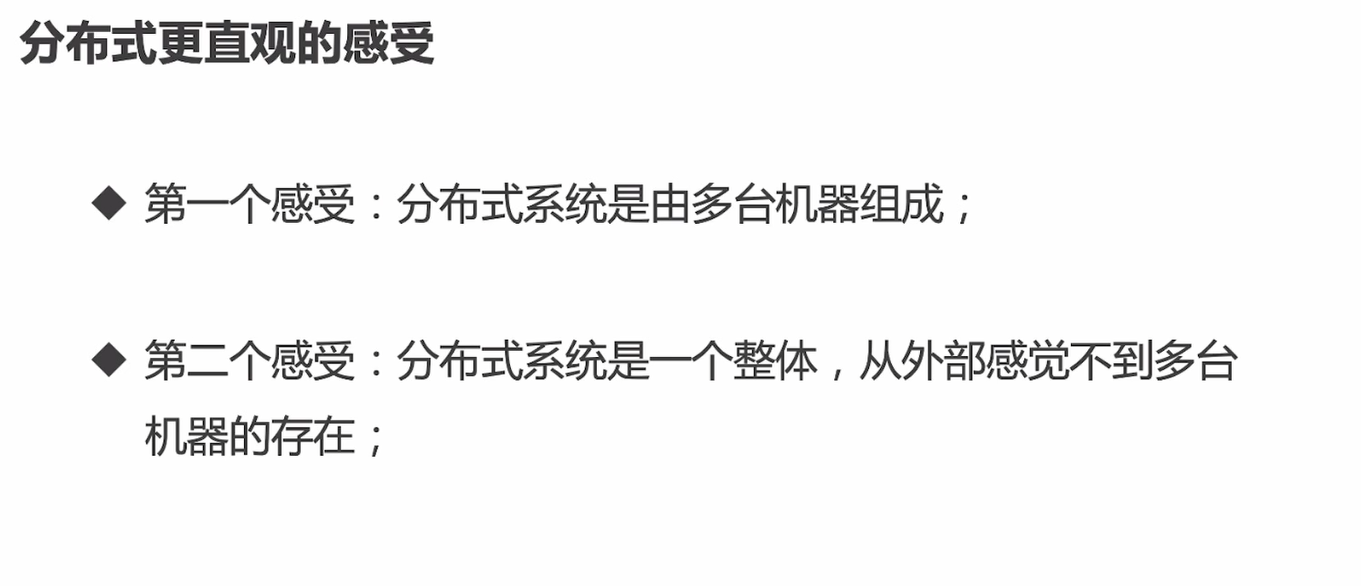 分布式更直观的感受
◆ 第一个感受：分布式系统是由多台机器组成；
◆ 第二个感受：分布式系统是一个整体，从外部感觉不到多台
机器的存在；